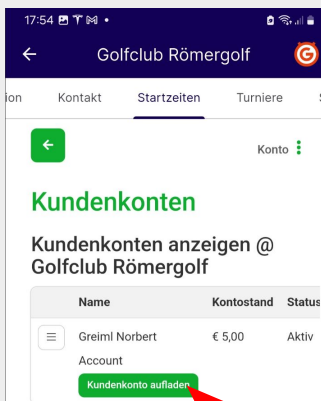 17:54
Golfclub Römergolf
ion Kontakt Startzeiten Turniere
Konto
Kundenkonten
Kundenkonten anzeigen @
Golfclub Römergolf
Name Kontostand Status
Greiml Norbert € 5,00 Aktiv
Account
Kundenkonto aufladen